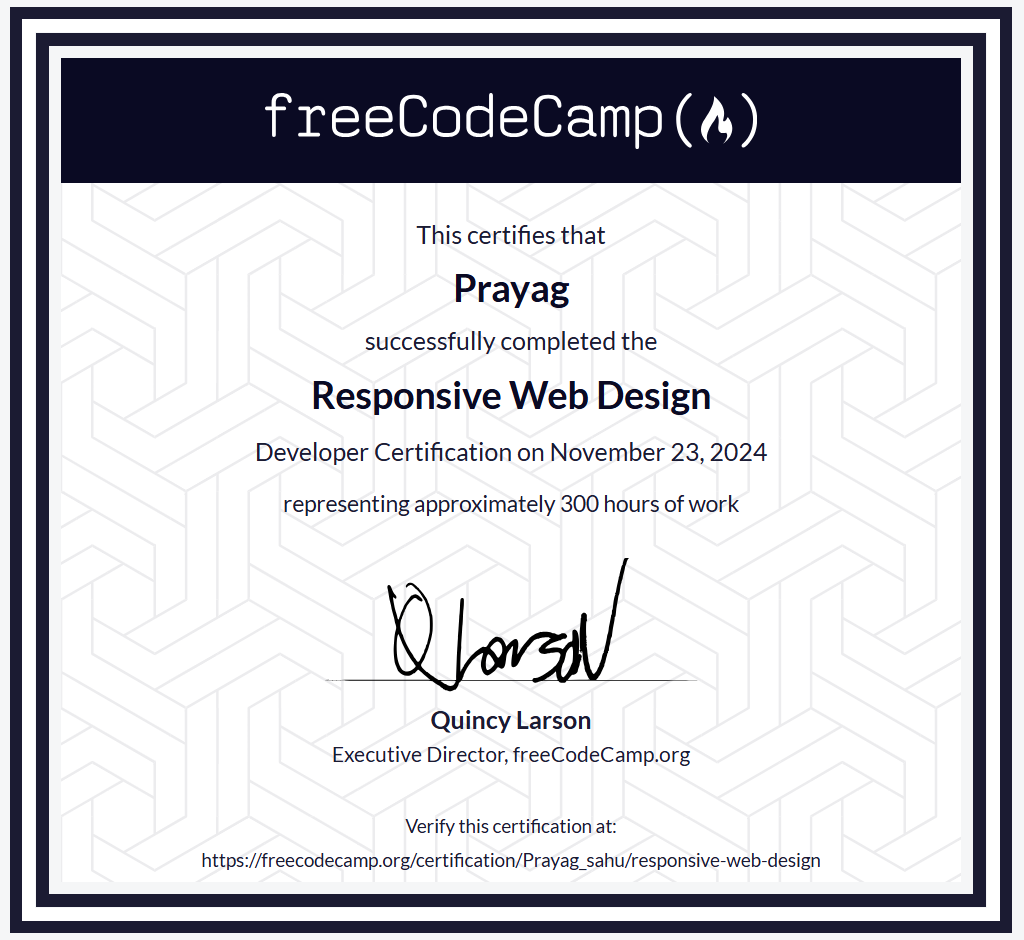 freeCodeCamp(🔥)
This certifies that
Prayag
successfully completed the
Responsive Web Design
Developer Certification on November 23, 2024
representing approximately 300 hours of work
Q Larson
Quincy Larson
Executive Director, freeCodeCamp.org
Verify this certification at:
https://freecodecamp.org/certification/Prayag_sahu/responsive-web-design